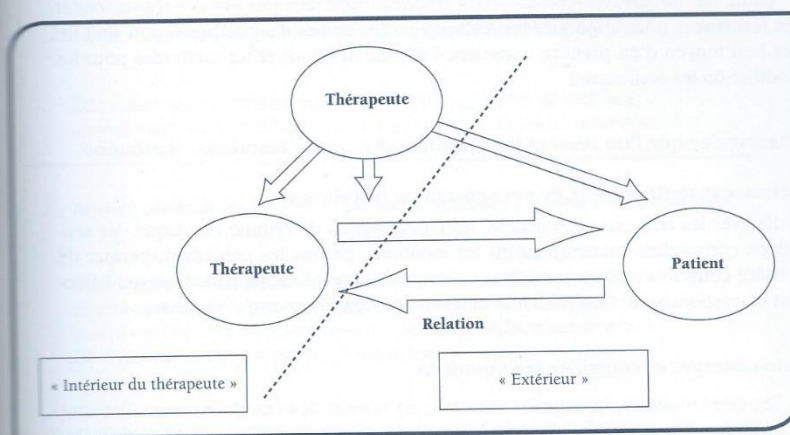 Thérapeute
Thérapeute
Patient
Relation
« Intérieur du thérapeute »
« Extérieur »